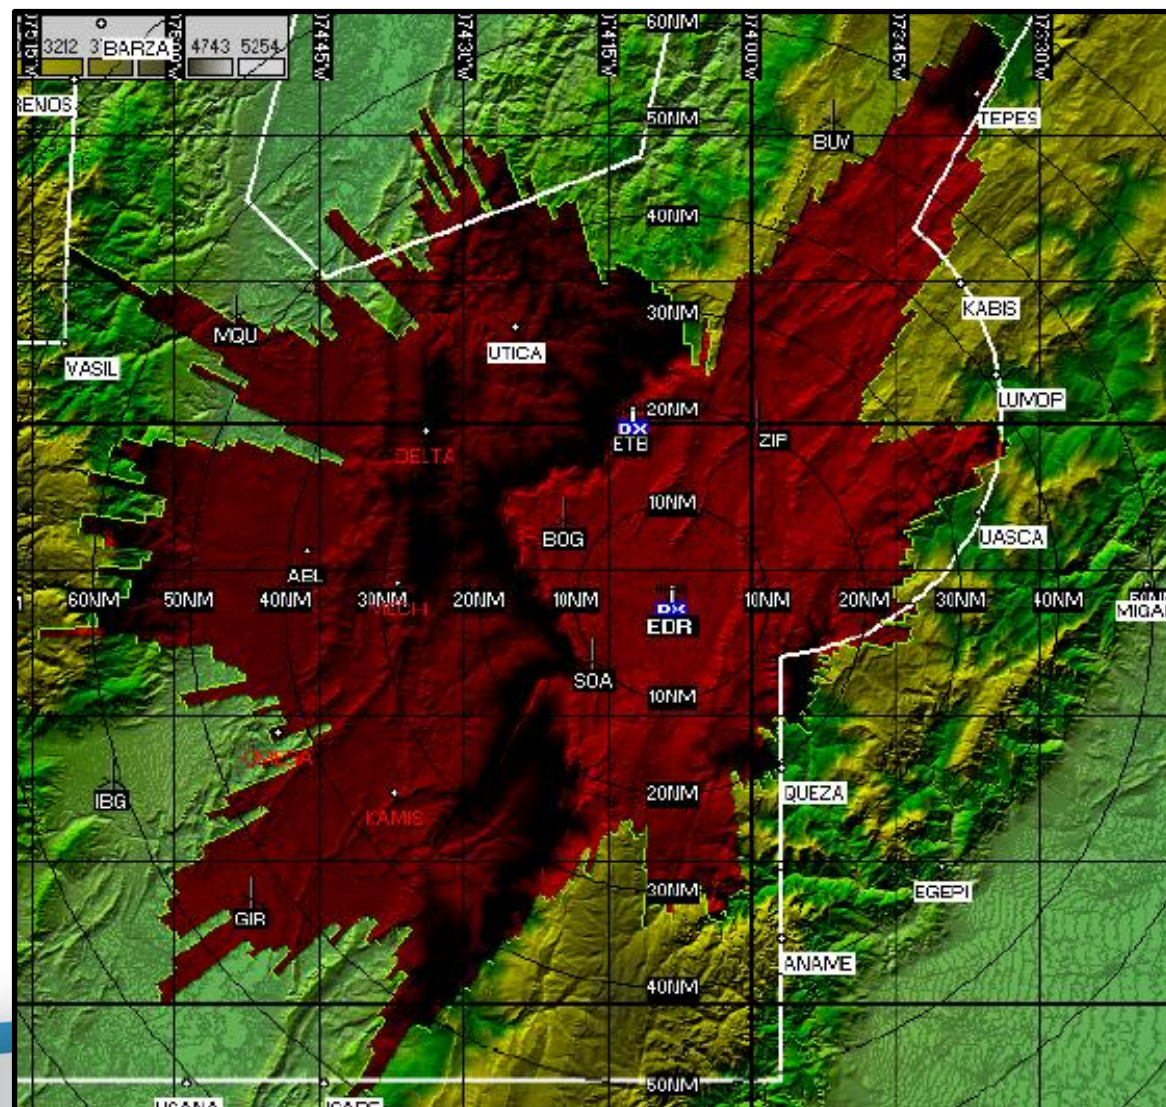 3212
BARZA
4743 5254
74°45'W
74°30'W
74°15'W
74°00'W
73°45'W
73°30'W
60NM
RENOS
50NM
TEPES
BUV
40NM
KABIS
30NM
MQU
UTICA
VASIL
LUMOP
20NM
DX
ETB
ZIP
DELTA
10NM
BOG
UASCA
ABL
60NM 50NM 40NM 30NM 20NM 10NM
DX
EDR
10NM 20NM 30NM 40NM
SOA
10NM
IBG
KAMIS
20NM
QUEZA
GIR
30NM
EGEPI
ANAME
40NM
50NM